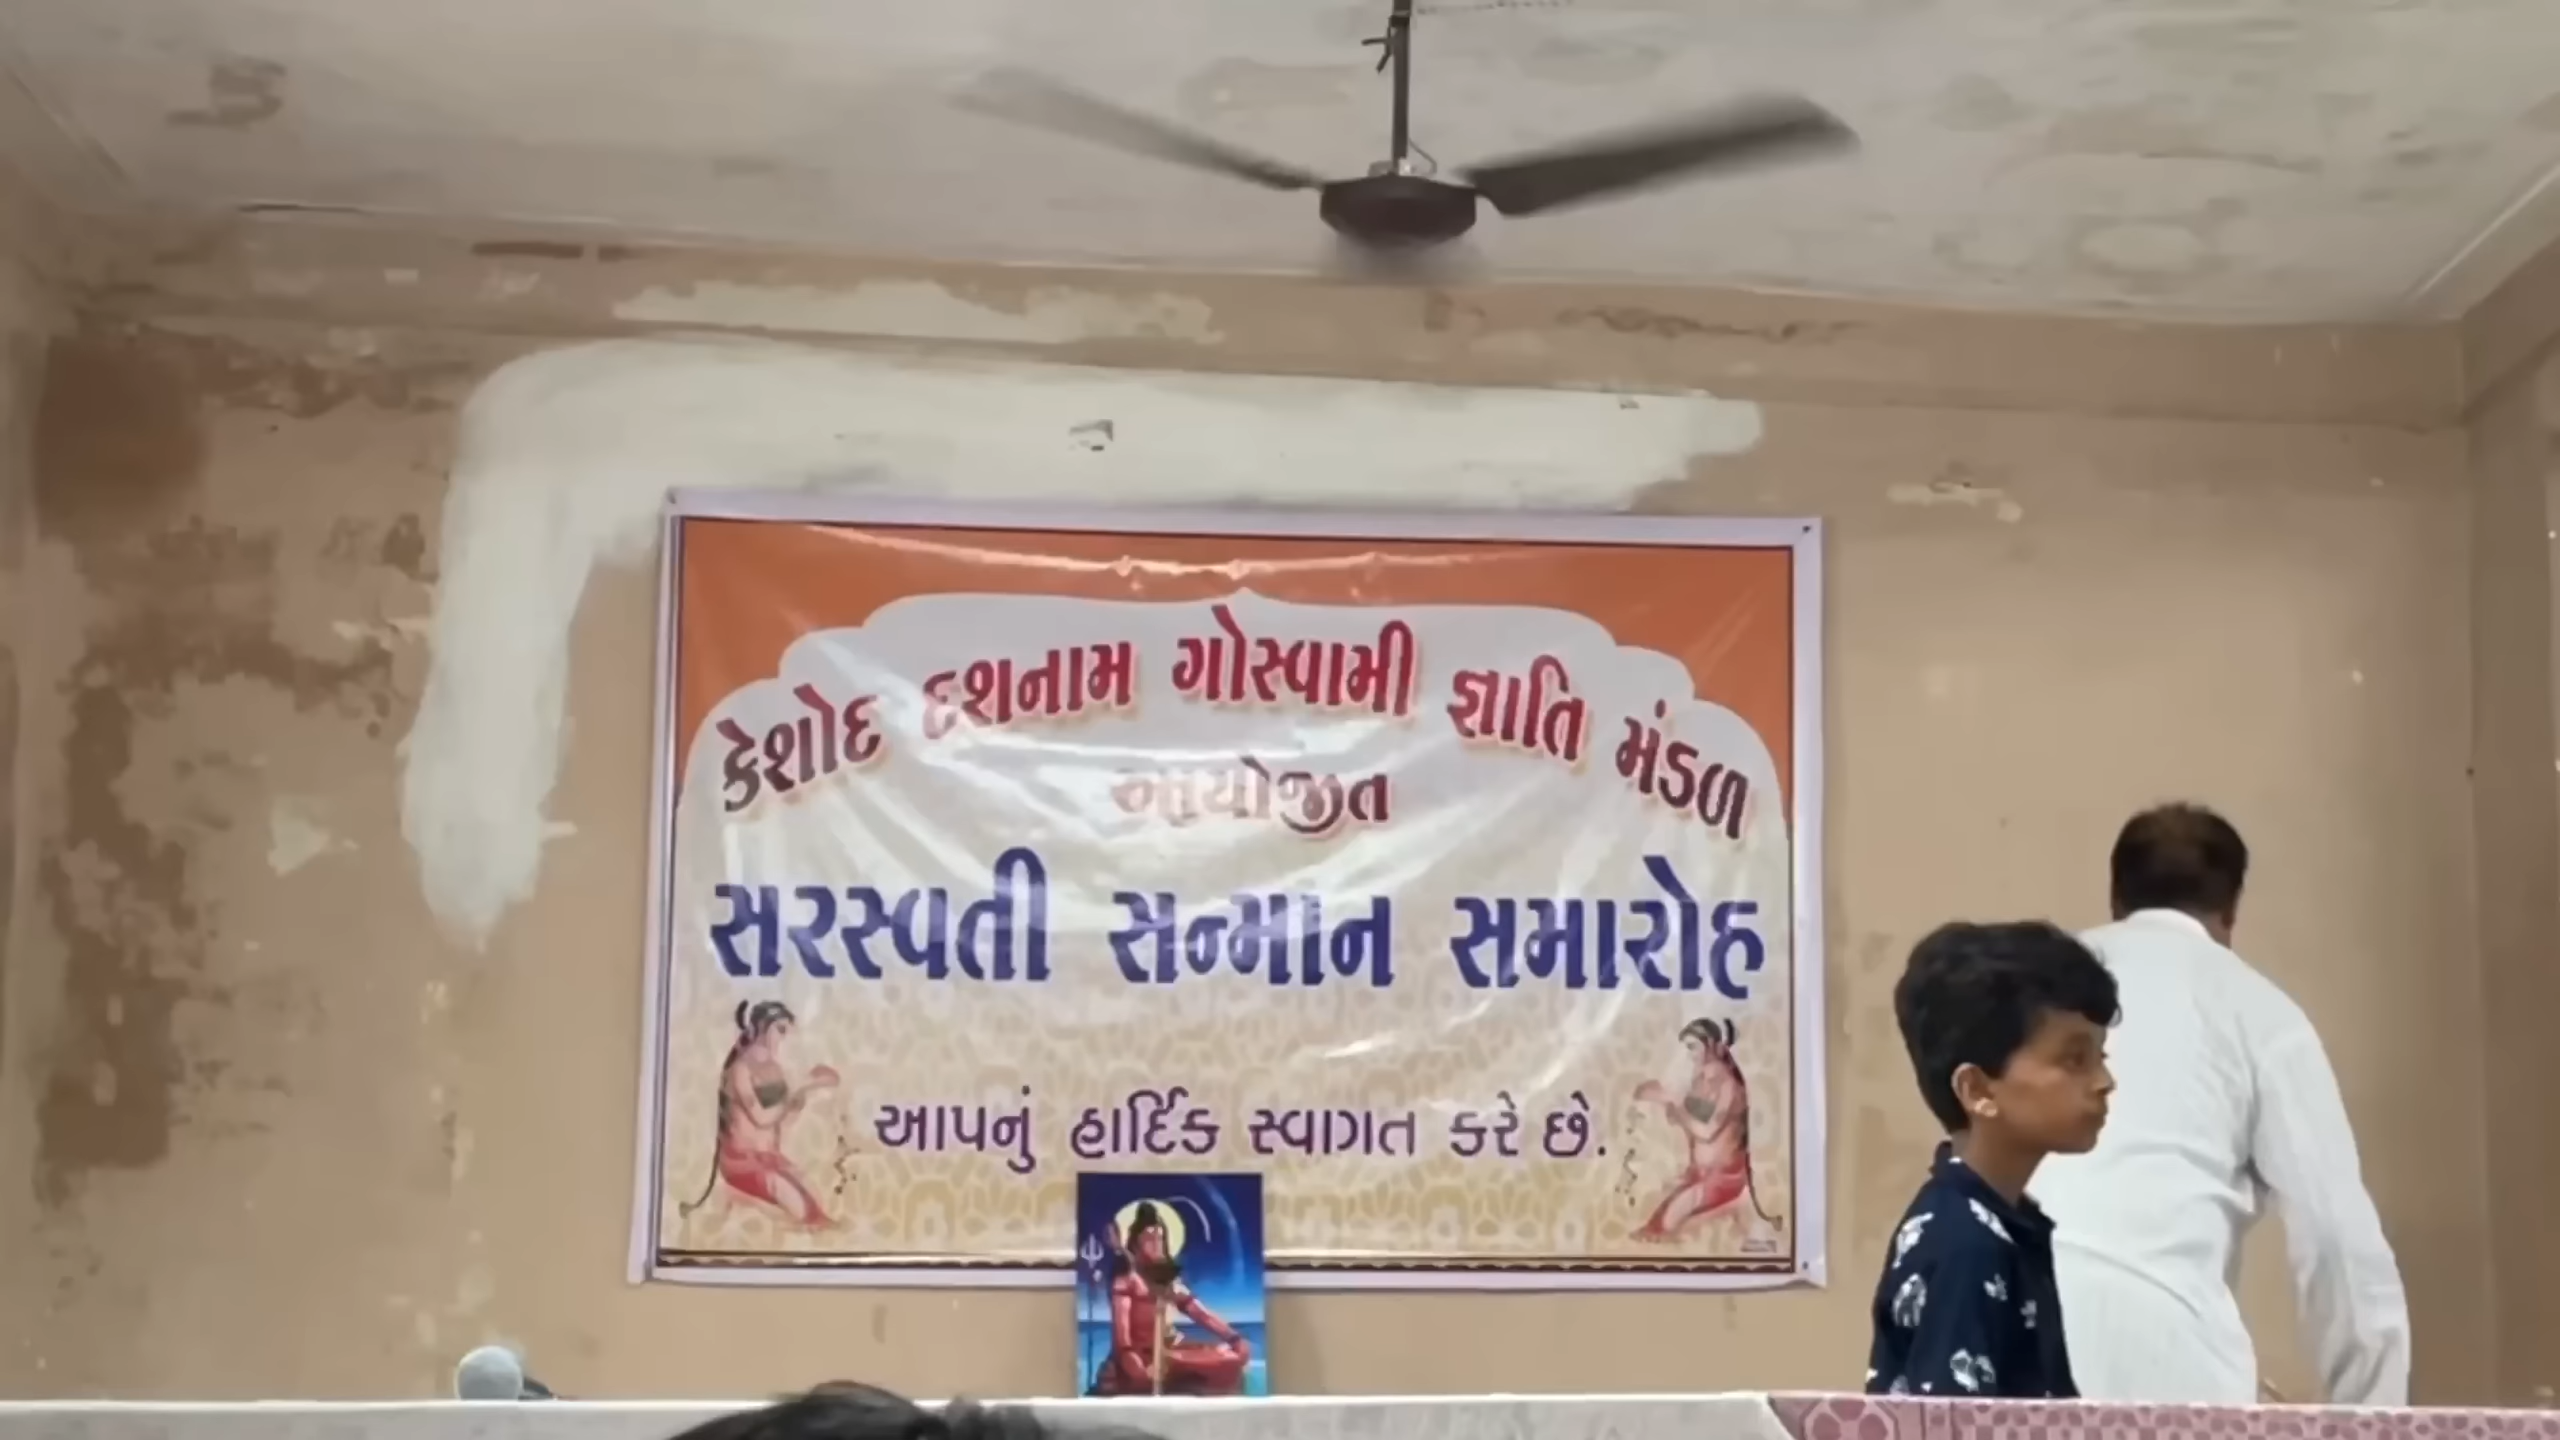 કેશોદ દશનામ ગોસ્વામી જ્ઞાતિ મંડળ
આયોજીત
સરસ્વતી સન્માન સમારોહ
આપનું હાર્દિક સ્વાગત કરે છે.